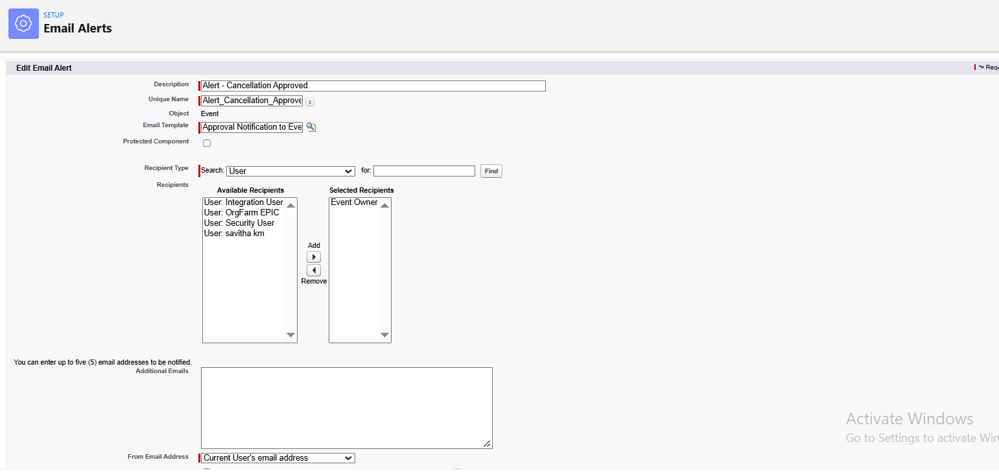 SETUP
Email Alerts
Edit Email Alert
= Requ
Description Alert - Cancellation Approved
Unique Name Alert_Cancellation_Approve i
Object Event
Email Template Approval Notification to Eve
Protected Component
Recipient Type Search: User for: Find
Recipients
Available Recipients Selected Recipients
User: Integration User Event Owner
User: OrgFarm EPIC
User: Security User
User: savitha km
Add
Remove
You can enter up to five (5) email addresses to be notified.
Additional Emails
From Email Address Current User's email address
Activate Windows
Go to Settings to activate Win